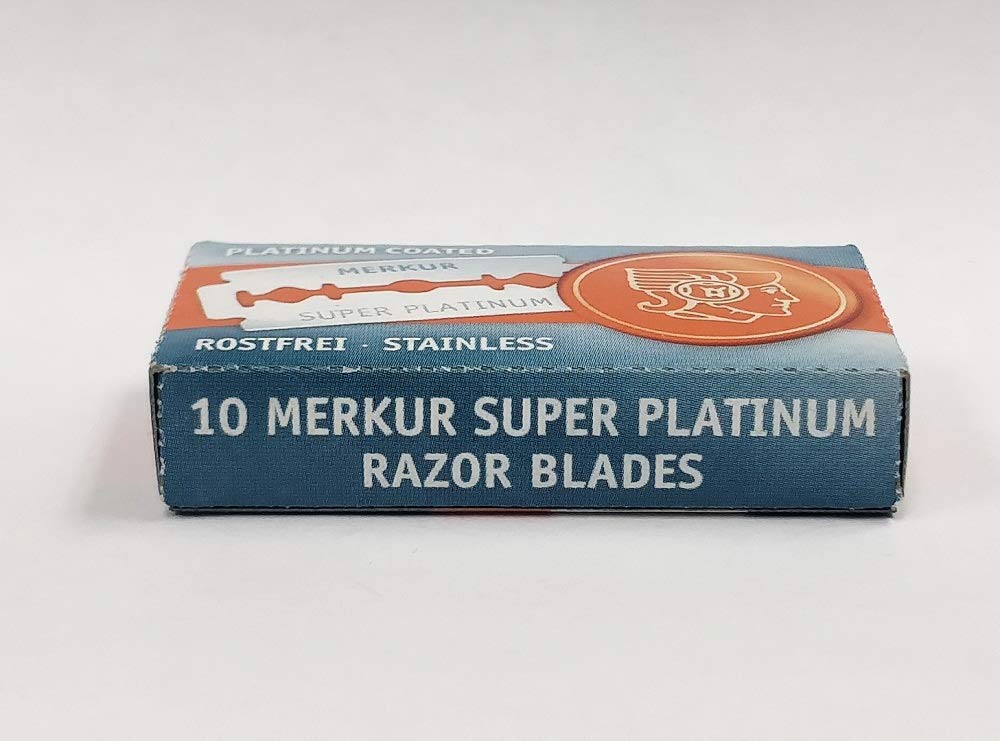 PLATINUM COATED
MERKUR
SUPER PLATINUM
ROSTFREI · STAINLESS
10 MERKUR SUPER PLATINUM
RAZOR BLADES